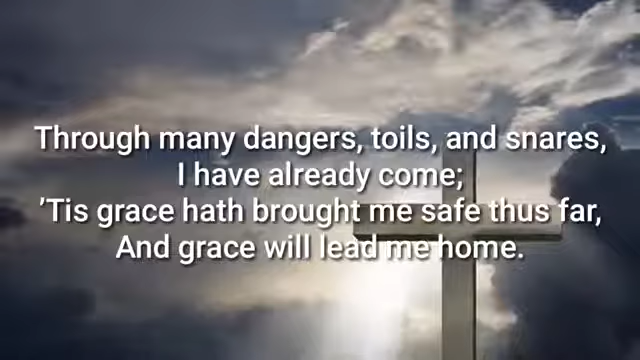 Through many dangers, toils, and snares,
I have already come;
’Tis grace hath brought me safe thus far,
And grace will lead me home.